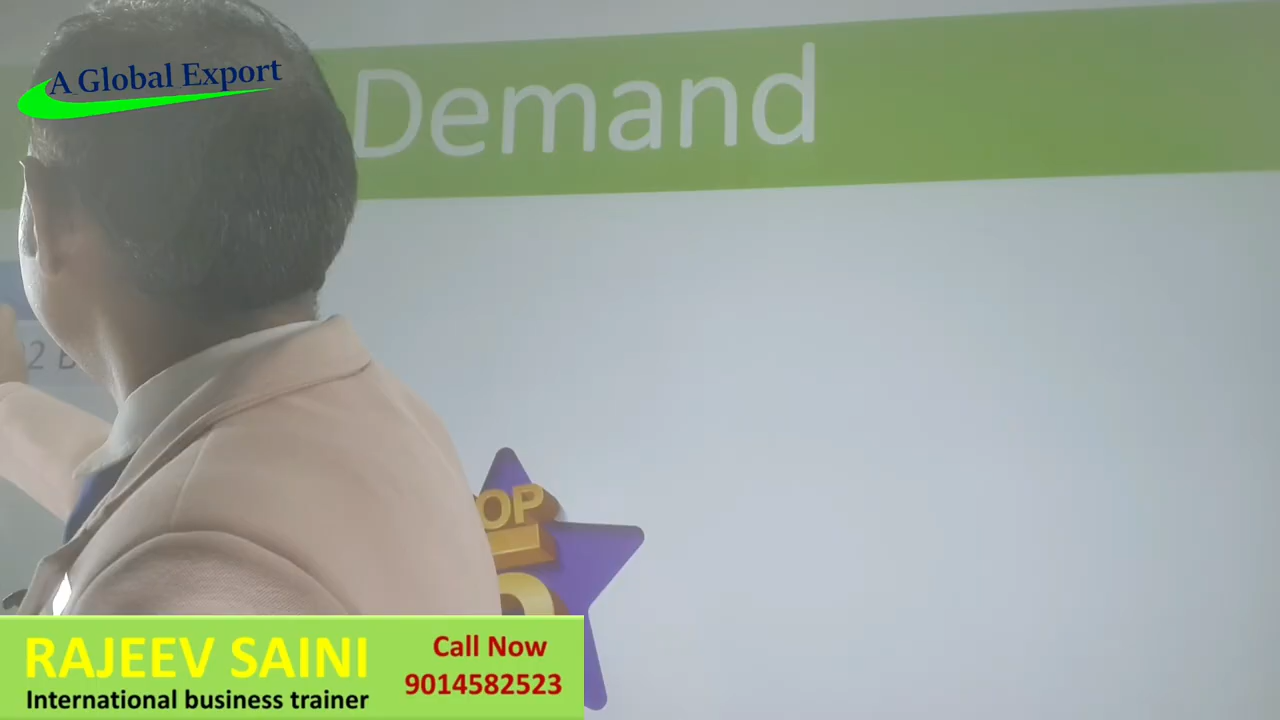 A Global Export
Demand
RAJEEV SAINI
International business trainer
Call Now
9014582523